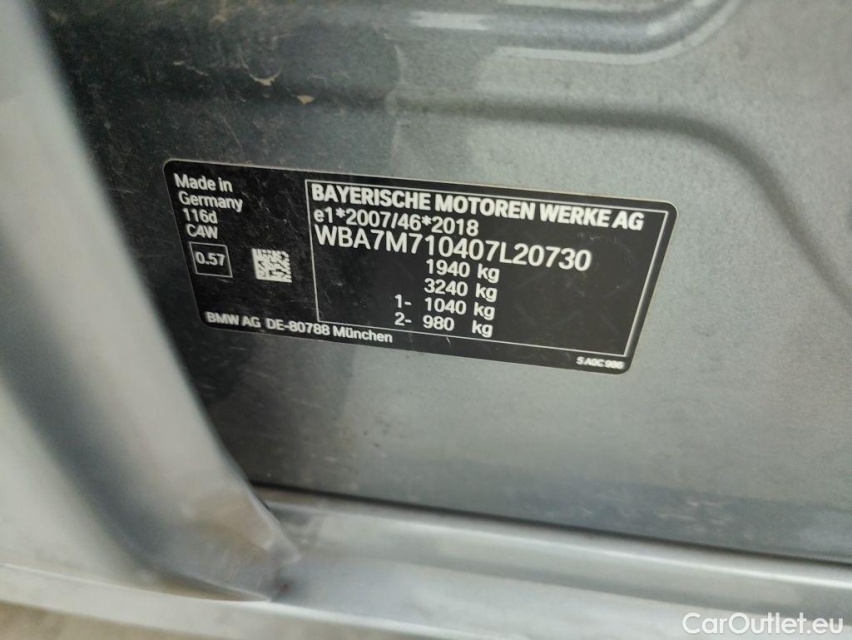 Made in
Germany
116d
C4W
0.57
BMW AG DE-80788 München
BAYERISCHE MOTOREN WERKE AG
e1*2007/46*2018
WBA7M710407L20730
1940 kg
3240 kg
1- 1040 kg
2- 980 kg
CarOutlet.eu